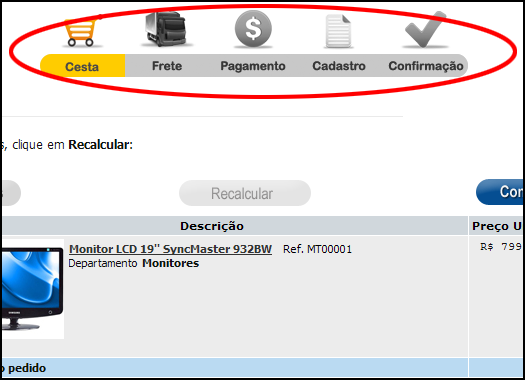 Cesta Frete Pagamento Cadastro Confirmação
s, clique em Recalcular:
s Recalcular Con
Descrição Preço U
Monitor LCD 19" SyncMaster 932BW Ref. MT00001 R$ 799
Departamento Monitores
o pedido